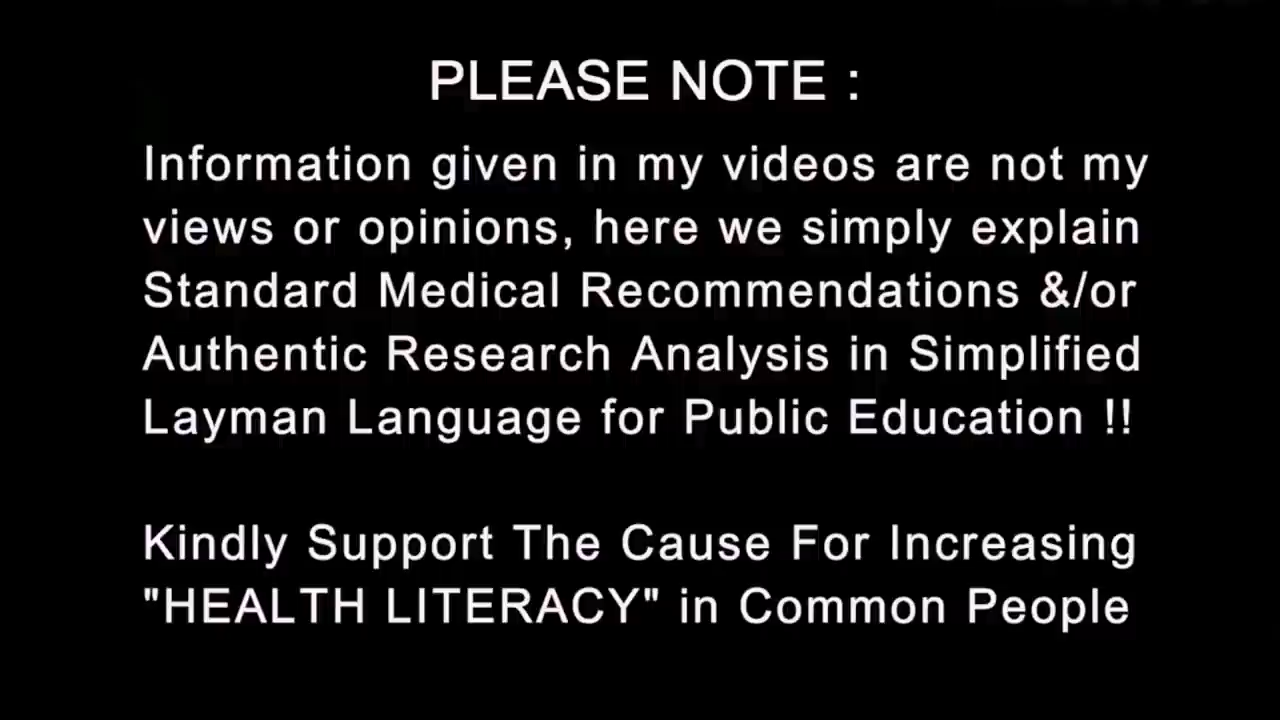 PLEASE NOTE :
Information given in my videos are not my
views or opinions, here we simply explain
Standard Medical Recommendations &/or
Authentic Research Analysis in Simplified
Layman Language for Public Education !!
Kindly Support The Cause For Increasing
"HEALTH LITERACY" in Common People